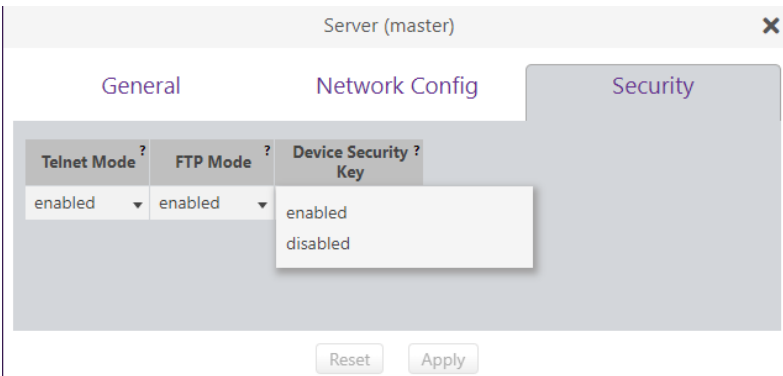 Server (master)
General Network Config Security
Telnet Mode ? FTP Mode ? Device Security ?
Key
enabled enabled
enabled
disabled
Reset Apply